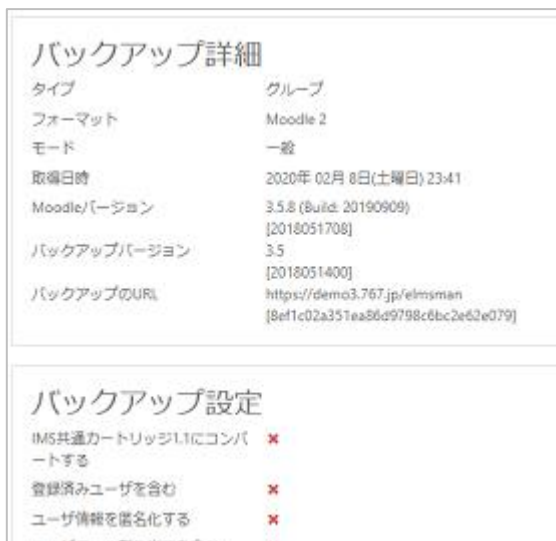 バックアップ詳細
タイプ グループ
フォーマット Moodle 2
モード 一般
取得日時 2020年 02月 8日(土曜日) 23:41
Moodleバージョン 3.5.8 (Build: 20190909)
[2018051708]
バックアップバージョン 3.5
[2018051400]
バックアップのURL https://demo3.767.jp/elmsman
[8ef1c02a351ea86d9798c6bc2e62e079]
バックアップ設定
IMS共通カートリッジ1.1にコンバ
ートする
登録済みユーザを含む
ユーザ情報を匿名化する